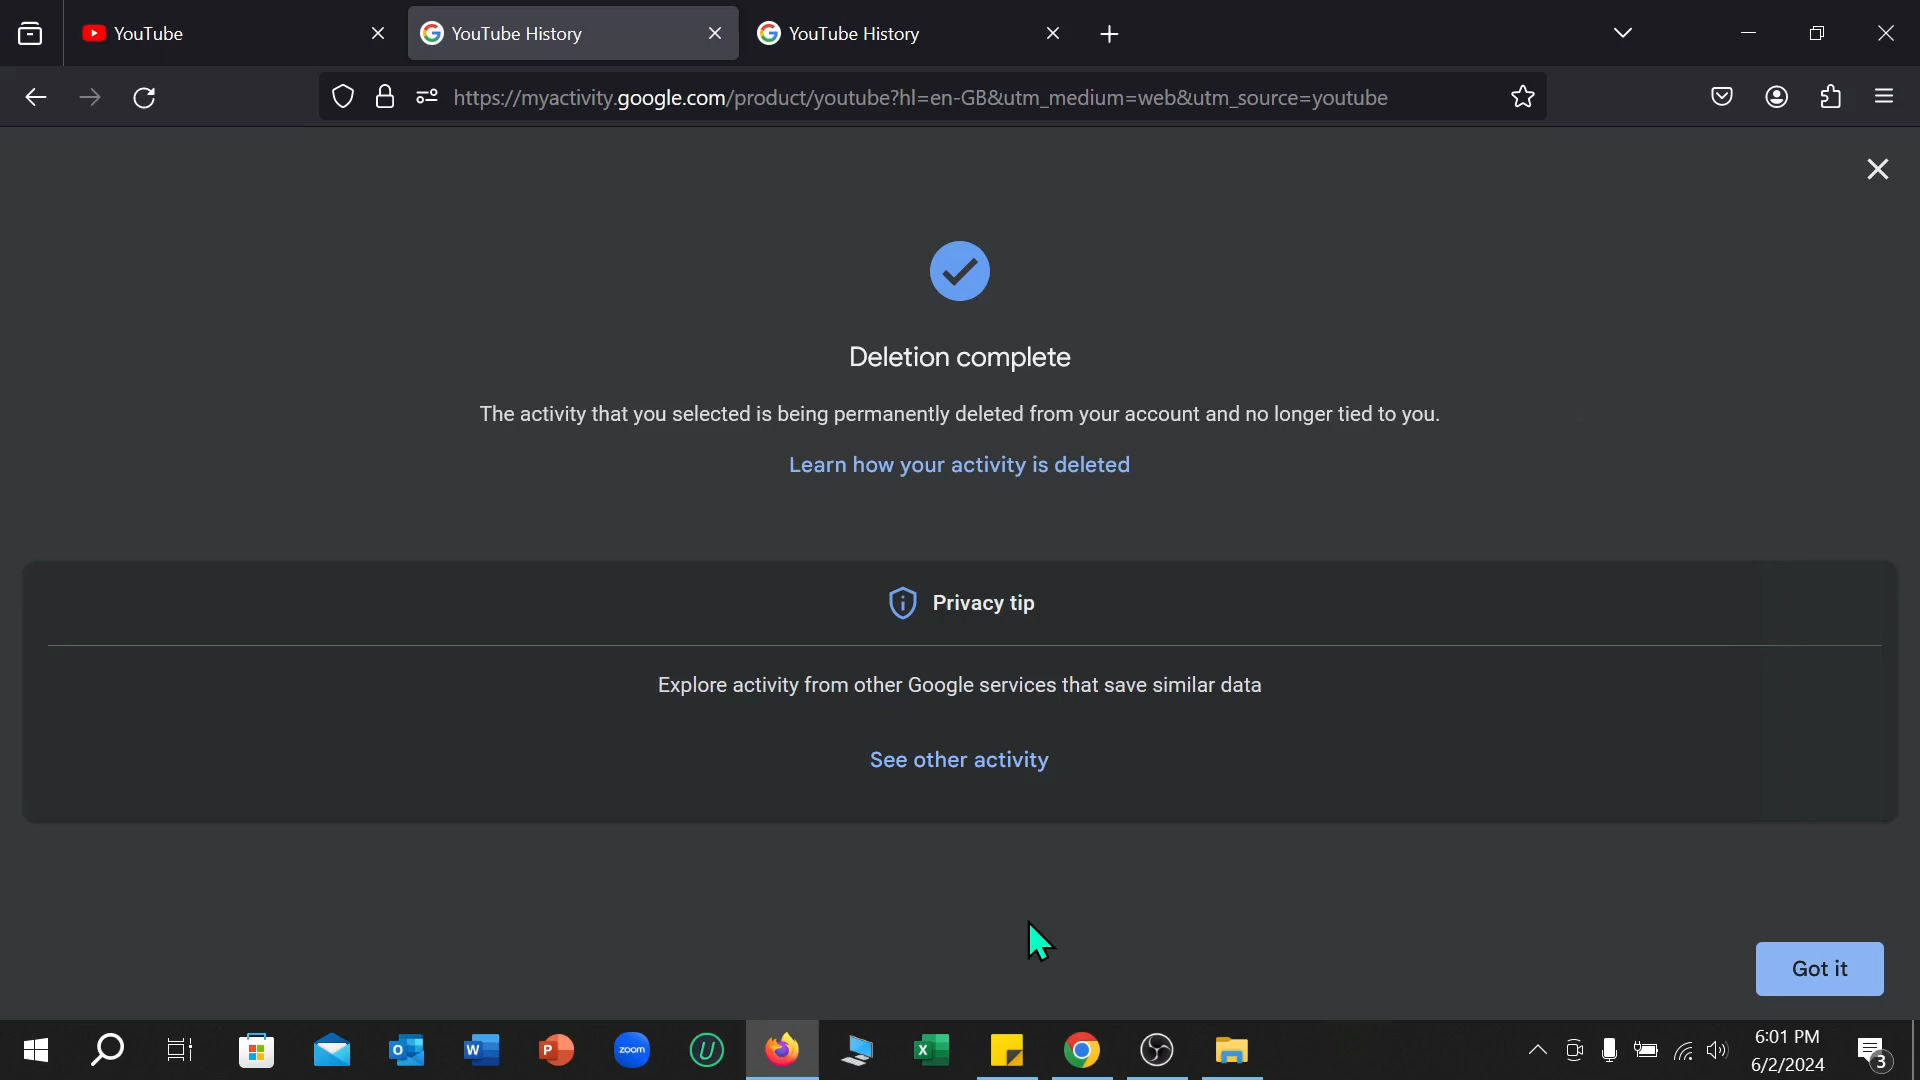 YouTube
YouTube History
YouTube History
https://myactivity.google.com/product/youtube?hl=en-GB&utm_medium=web&utm_source=youtube
Deletion complete
The activity that you selected is being permanently deleted from your account and no longer tied to you.
Learn how your activity is deleted
Privacy tip
Explore activity from other Google services that save similar data
See other activity
Got it
zoom
6:01 PM
6/2/2024
3